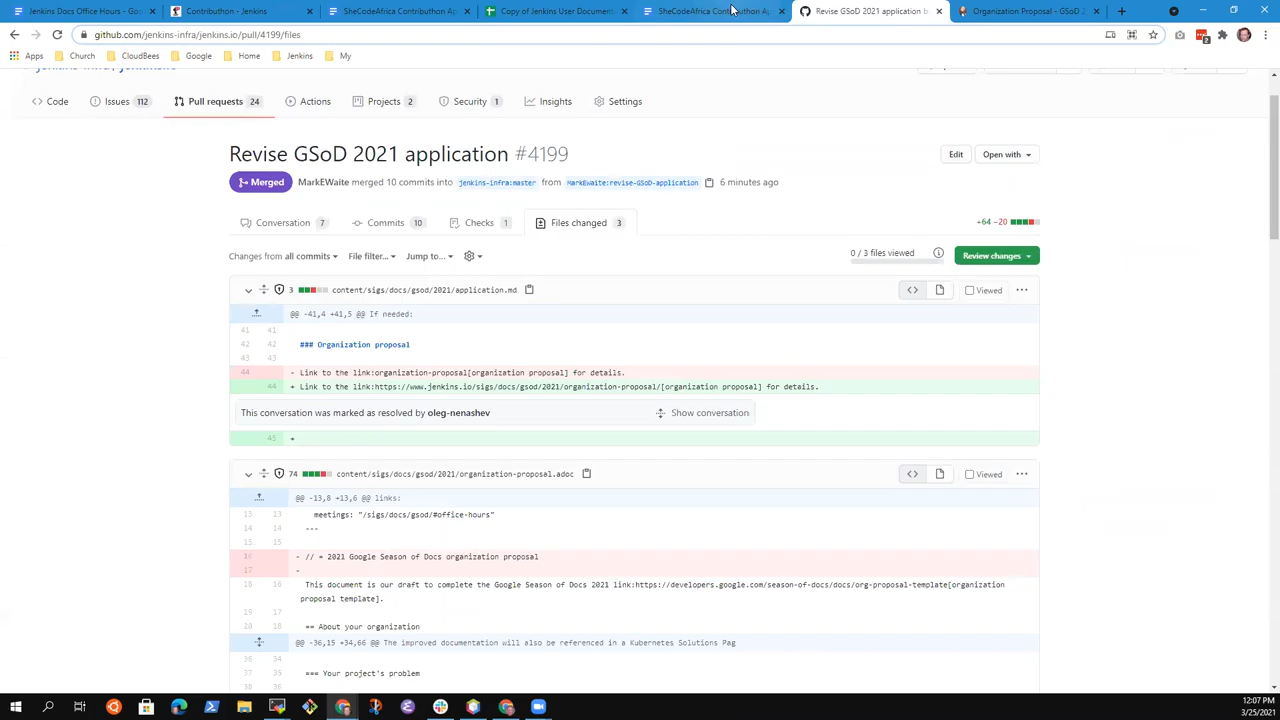 Jenkins Docs Office Hours - Goo
Contribution - Jenkins
SheCodeAfrica Contribution Ap
Copy of Jenkins User Document
SheCodeAfrica Contribution Ap
Revise GSoD 2021 application b
Organization Proposal - GSoD 2
github.com/jenkins-infra/jenkins.io/pull/4199/files
Apps Church CloudBees Google Home Jenkins My
Code Issues 112 Pull requests 24 Actions Projects 2 Security 1 Insights Settings
Revise GSoD 2021 application #4199
Edit Open with
Merged MarkEWaite merged 10 commits into jenkins-infra:master from MarkEWaite:revise-GSoD-application 6 minutes ago
Conversation 7 Commits 10 Checks 1 Files changed 3 +64 −20
Changes from all commits File filter... Jump to... 0 / 3 files viewed Review changes
3 content/sigs/docs/gsod/2021/application.md Viewed
@@ -41,4 +41,5 @@ If needed:
41 41
42 42 ### Organization proposal
43 43
44 - Link to the link:organization-proposal[organization proposal] for details.
44 + Link to the link:https://www.jenkins.io/sigs/docs/gsod/2021/organization-proposal/[organization proposal] for details.
This conversation was marked as resolved by oleg-nenashev Show conversation
45 +
74 content/sigs/docs/gsod/2021/organization-proposal.adoc Viewed
@@ -13,8 +13,6 @@ links:
13 13 meetings: "/sigs/docs/gsod/#office-hours"
14 14 ---
15 15
16 - // = 2021 Google Season of Docs organization proposal
17 -
18 16 This document is our draft to complete the Google Season of Docs 2021 link:https://developers.google.com/season-of-docs/docs/org-proposal-template[organization
proposal template].
19 17
20 18 == About your organization
@@ -36,15 +34,66 @@ The improved documentation will also be referenced in a Kubernetes Solutions Pag
36 34
37 35 === Your project's problem
38 36
12:07 PM
3/25/2021